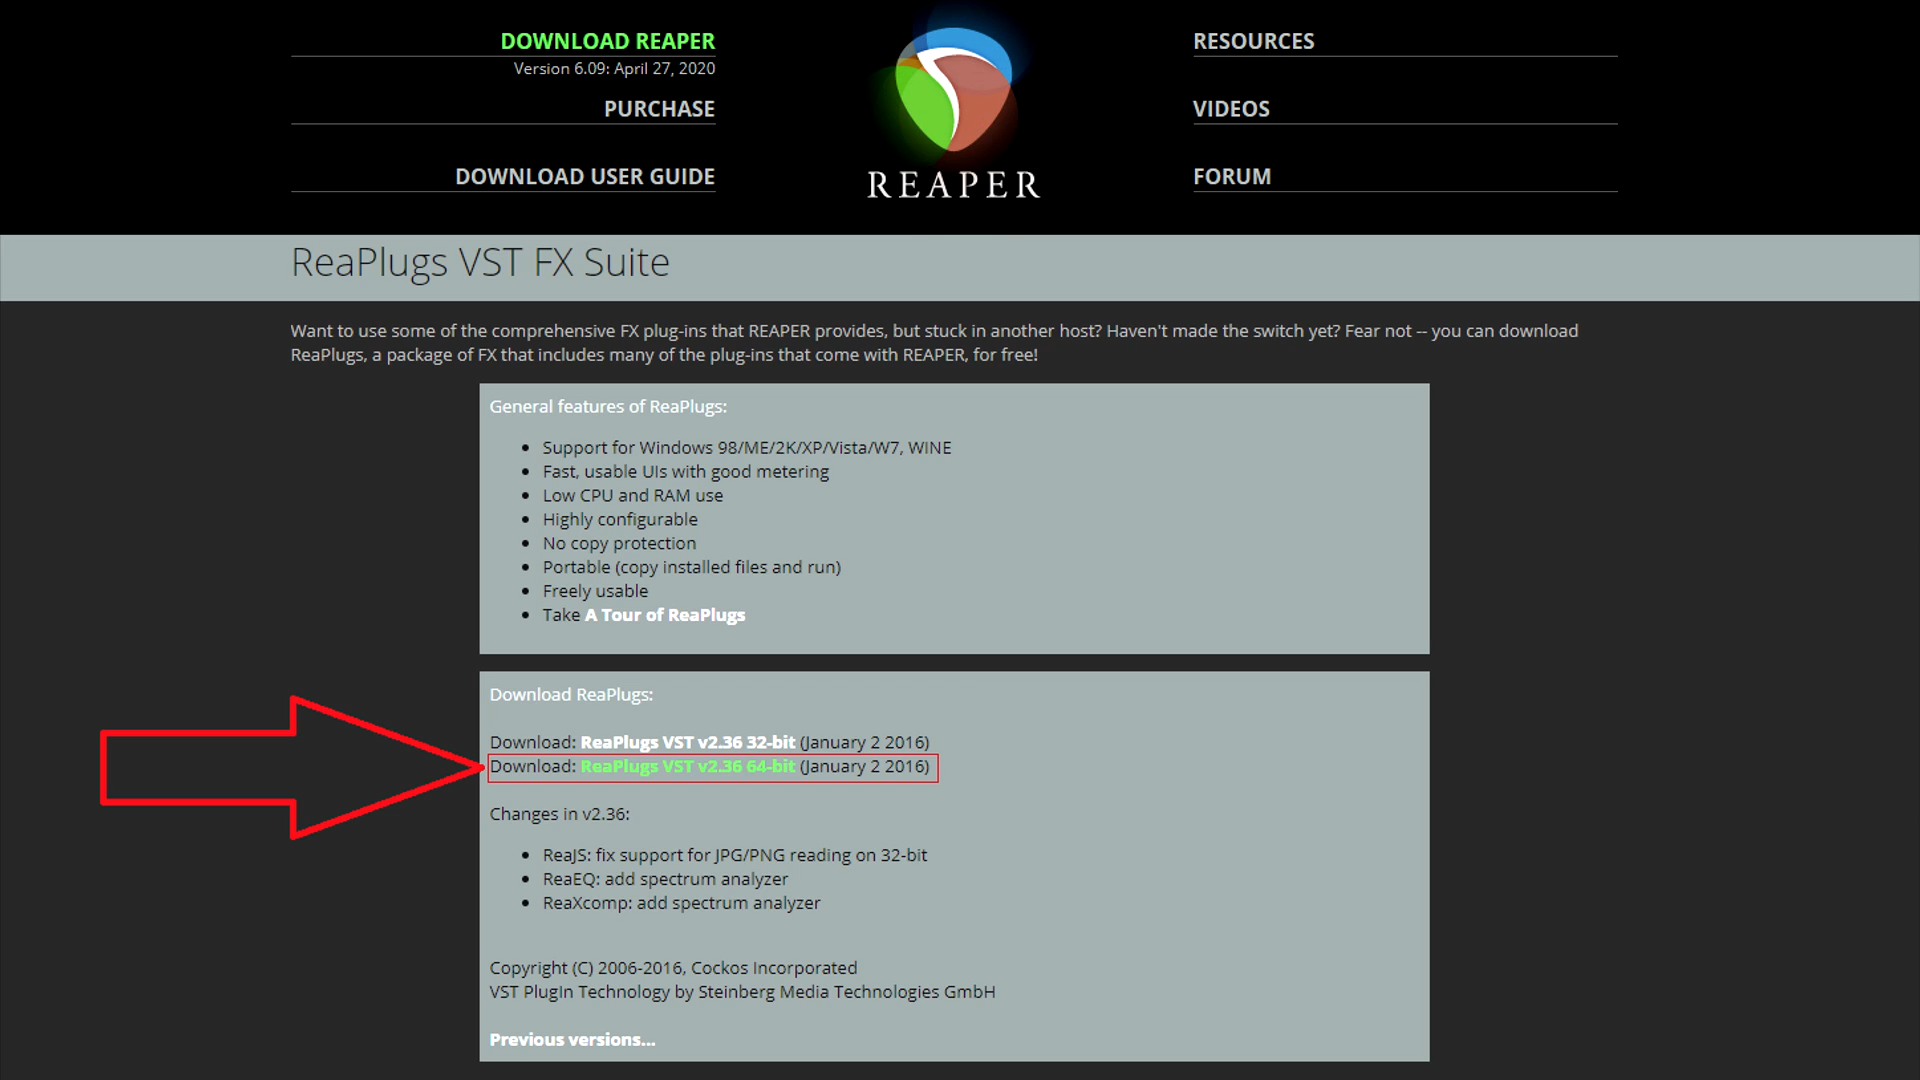 DOWNLOAD REAPER
Version 6.09: April 27, 2020
PURCHASE
DOWNLOAD USER GUIDE
REAPER
RESOURCES
VIDEOS
FORUM
ReaPlugs VST FX Suite
Want to use some of the comprehensive FX plug-ins that REAPER provides, but stuck in another host? Haven't made the switch yet? Fear not -- you can download
ReaPlugs, a package of FX that includes many of the plug-ins that come with REAPER, for free!
General features of ReaPlugs:
• Support for Windows 98/ME/2K/XP/Vista/W7, WINE
• Fast, usable UIs with good metering
• Low CPU and RAM use
• Highly configurable
• No copy protection
• Portable (copy installed files and run)
• Freely usable
• Take A Tour of ReaPlugs
Download ReaPlugs:
Download: ReaPlugs VST v2.36 32-bit (January 2 2016)
Download: ReaPlugs VST v2.36 64-bit (January 2 2016)
Changes in v2.36:
• ReaJS: fix support for JPG/PNG reading on 32-bit
• ReaEQ: add spectrum analyzer
• ReaXcomp: add spectrum analyzer
Copyright (C) 2006-2016, Cockos Incorporated
VST PlugIn Technology by Steinberg Media Technologies GmbH
Previous versions...